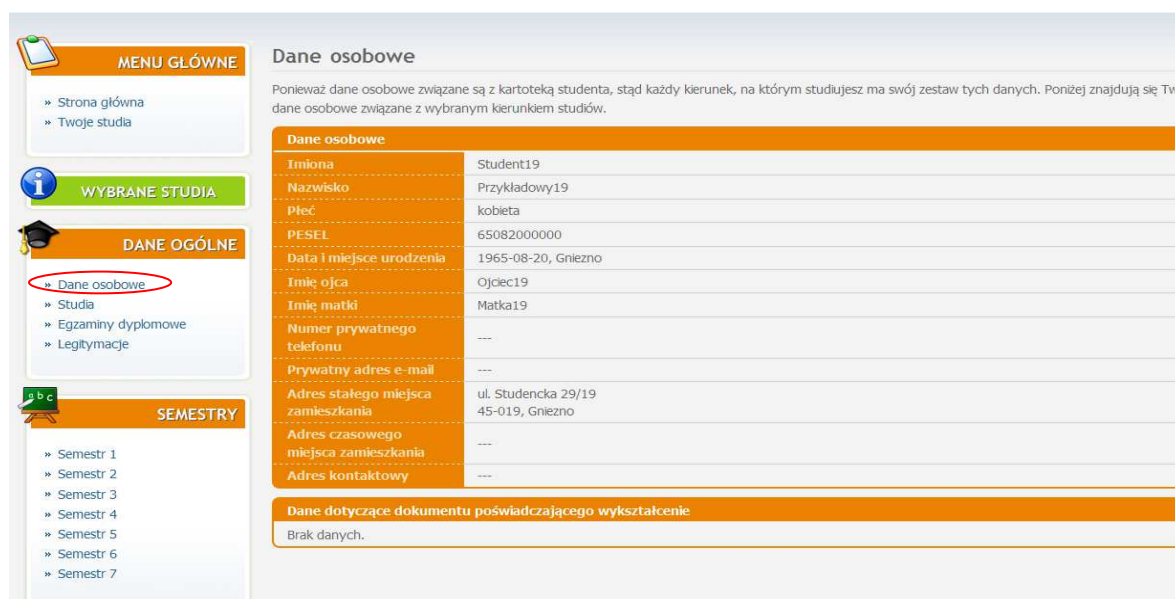 MENU GŁÓWNE
» Strona główna
» Twoje studia
WYBRANE STUDIA
DANE OGÓLNE
» Dane osobowe
» Studia
» Egzaminy dyplomowe
» Legitymacje
abc
SEMESTRY
» Semestr 1
» Semestr 2
» Semestr 3
» Semestr 4
» Semestr 5
» Semestr 6
» Semestr 7
Dane osobowe
Ponieważ dane osobowe związane są z kartoteką studenta, stąd każdy kierunek, na którym studiujesz ma swój zestaw tych danych. Poniżej znajdują się Tw
dane osobowe związane z wybranym kierunkiem studiów.
Dane osobowe
Imiona Student19
Nazwisko Przykładowy19
Płeć kobieta
PESEL 65082000000
Data i miejsce urodzenia 1965-08-20, Gniezno
Imię ojca Ojciec19
Imię matki Matka19
Numer prywatnego
telefonu ---
Prywatny adres e-mail ---
Adres stałego miejsca ul. Studencka 29/19
zamieszkania 45-019, Gniezno
Adres czasowego
miejsca zamieszkania ---
Adres kontaktowy ---
Dane dotyczące dokumentu poświadczającego wykształcenie
Brak danych.